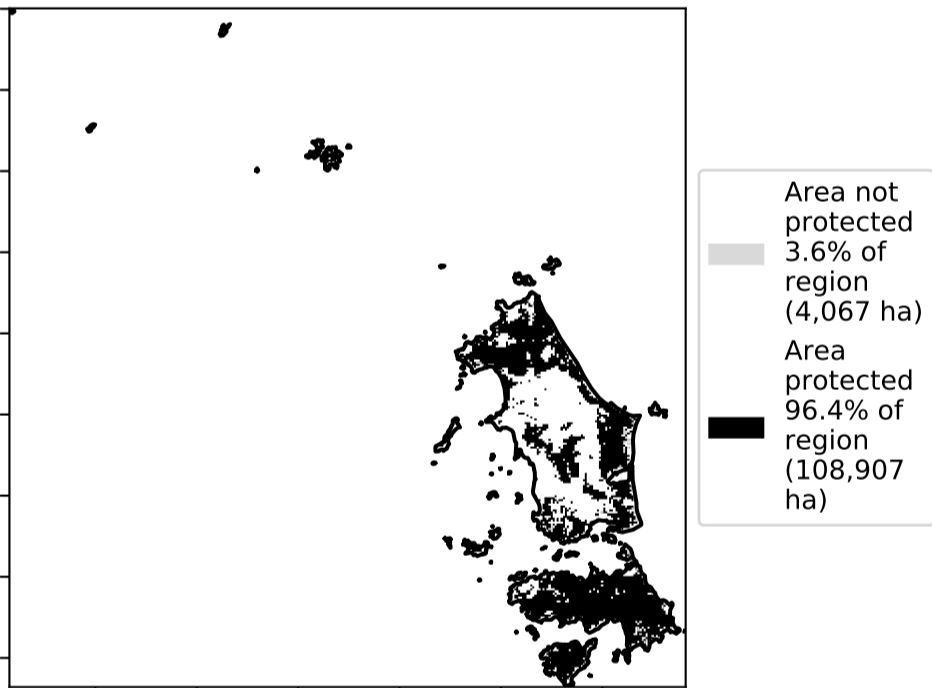 Area not
protected
3.6% of
region
(4,067 ha)
Area
protected
96.4% of
region
(108,907
ha)